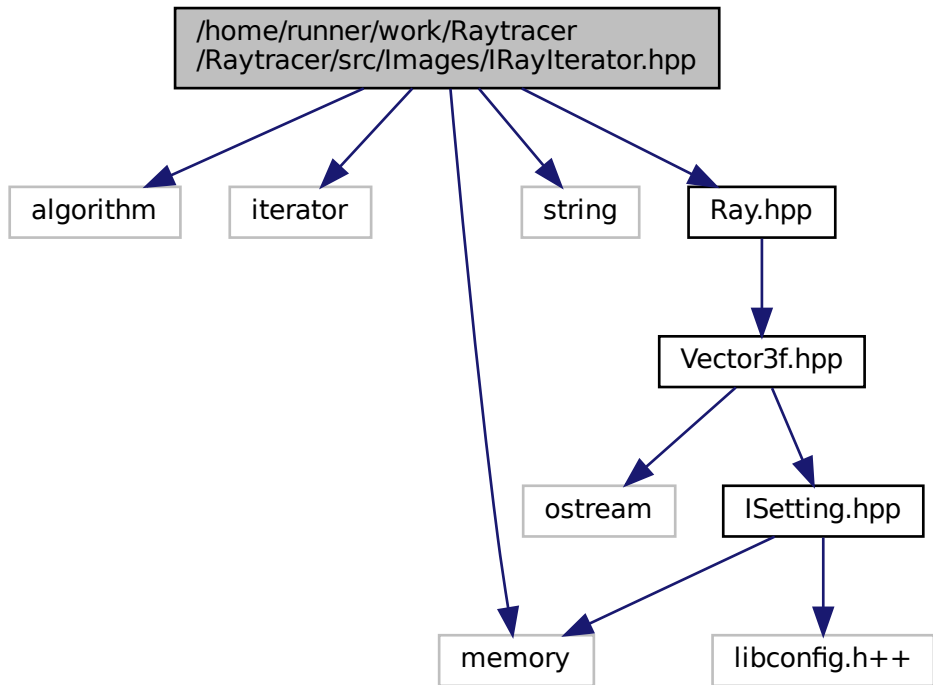 /home/runner/work/Raytracer
/Raytracer/src/Images/IRayIterator.hpp
algorithm
iterator
string
Ray.hpp
Vector3f.hpp
ostream
ISetting.hpp
memory
libconfig.h++